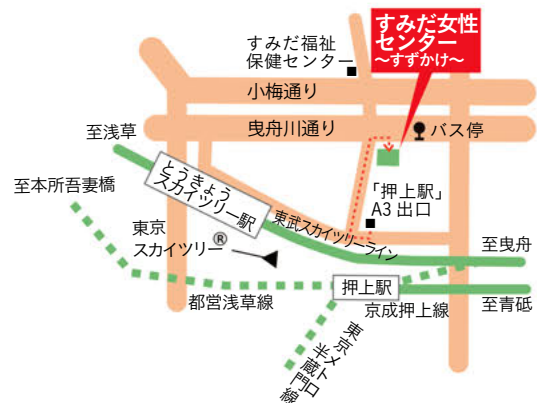 すみだ女性
センター
～すずかけ～
すみだ福祉
保健センター
小梅通り
曳舟川通り
バス停
至浅草
とうきょう
スカイツリー駅
至本所吾妻橋
「押上駅」
A3出口
東武スカイツリーライン
東京
スカイツリー
®
至曳舟
押上駅
都営浅草線
京成押上線
至青砥
東京メトロ
半蔵門線